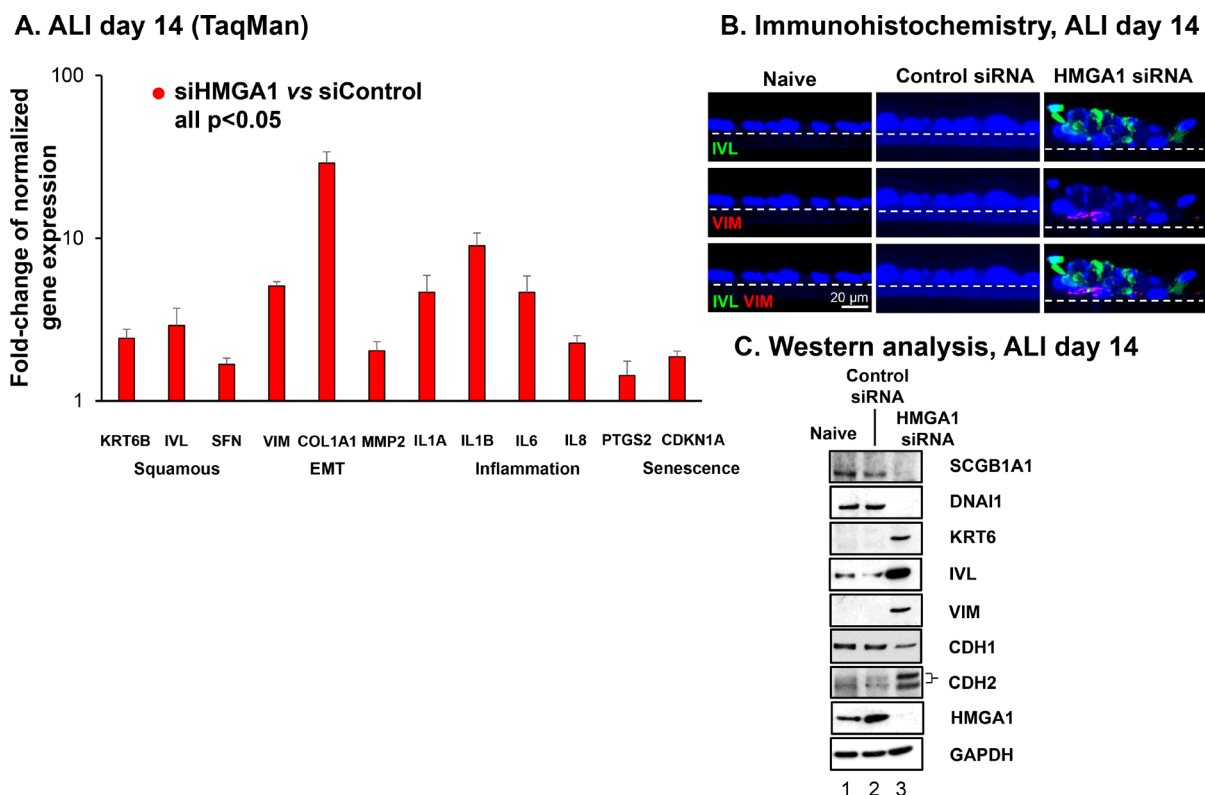 A. ALI day 14 (TaqMan)
Fold-change of normalized
gene expression
100
10
1
siHMGA1 vs siControl
all p<0.05
KRT6B IVL SFN VIM COL1A1 MMP2 IL1A IL1B IL6 IL8 PTGS2 CDKN1A
Squamous EMT Inflammation Senescence
B. Immunohistochemistry, ALI day 14
Naive Control siRNA HMGA1 siRNA
IVL
VIM
IVL VIM 20 µm
C. Western analysis, ALI day 14
Control
siRNA
HMGA1
Naive siRNA
SCGB1A1
DNAI1
KRT6
IVL
VIM
CDH1
CDH2
HMGA1
GAPDH
1 2 3